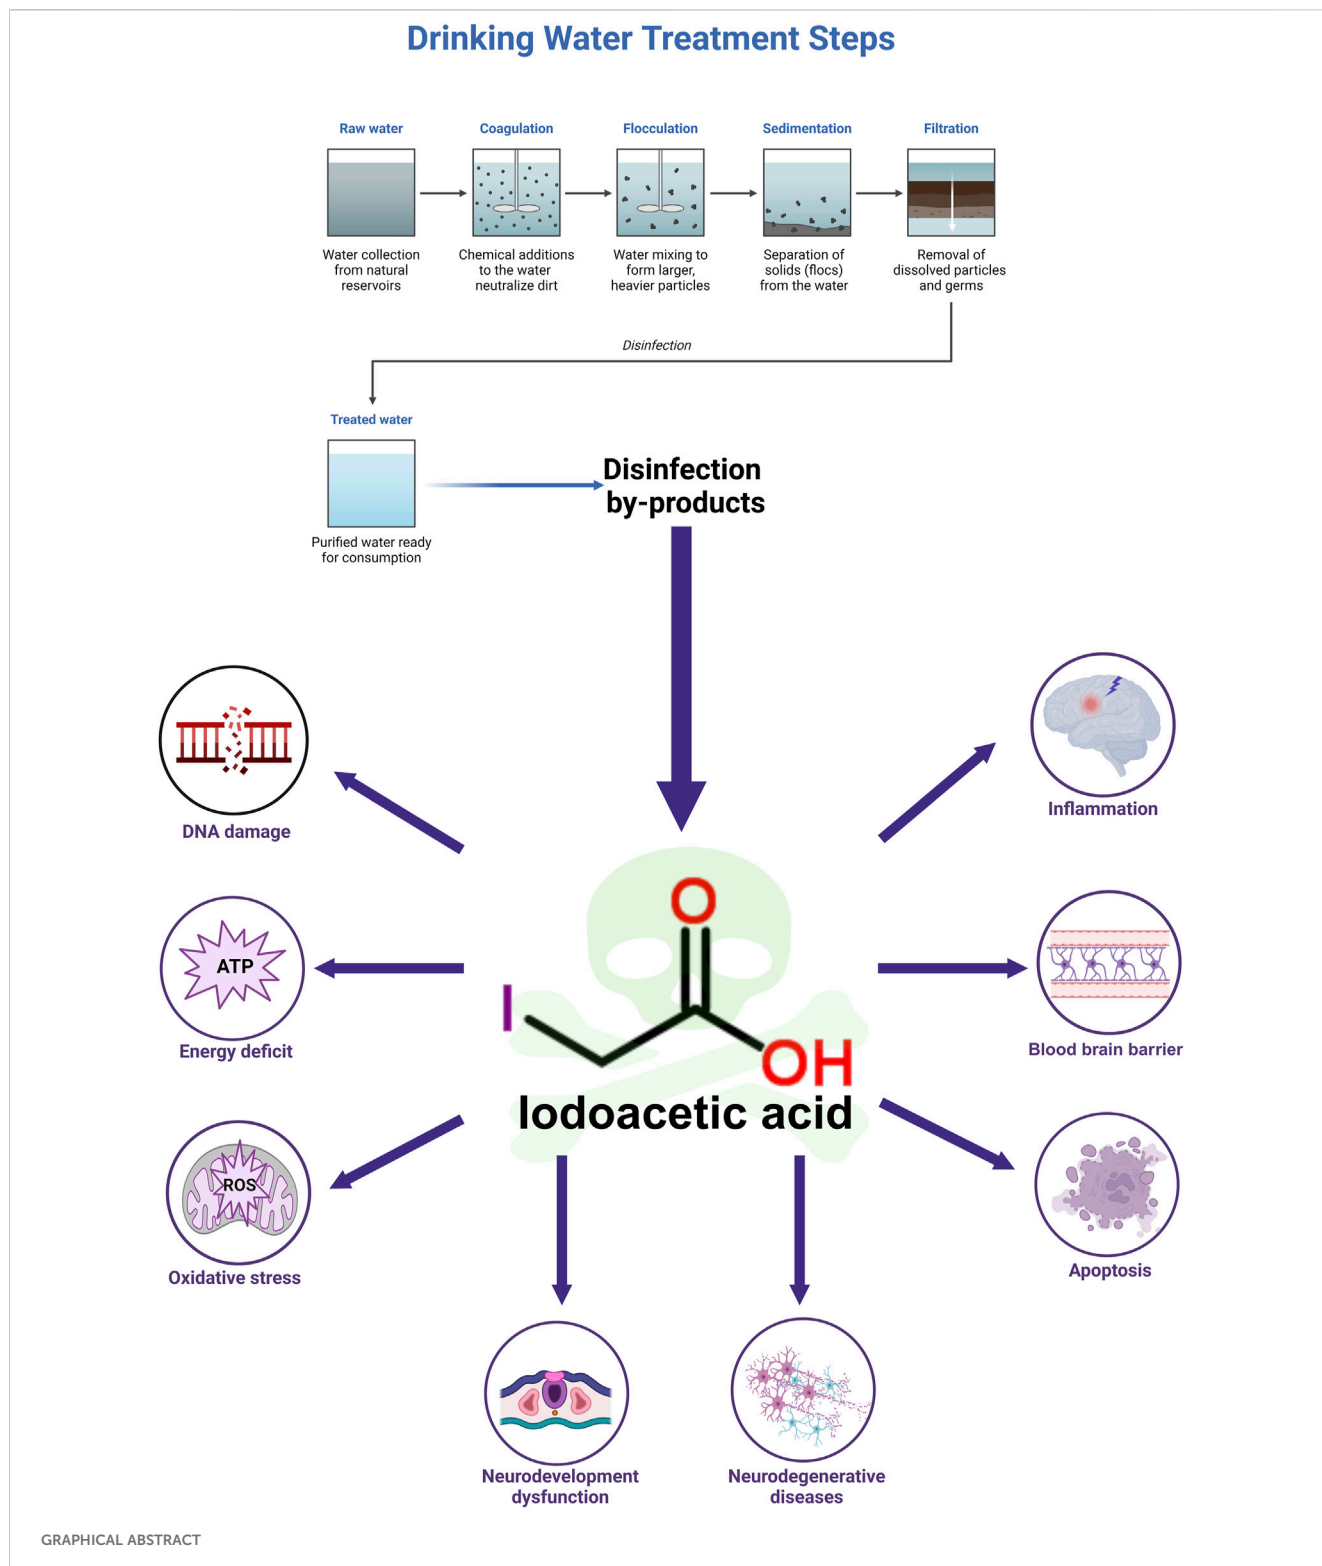 Drinking Water Treatment Steps
Raw water
Coagulation
Flocculation
Sedimentation
Filtration
Water collection
from natural
reservoirs
Chemical additions
to the water
neutralize dirt
Water mixing to
form larger,
heavier particles
Separation of
solids (flocs)
from the water
Removal of
dissolved particles
and germs
Disinfection
Treated water
Purified water ready
for consumption
Disinfection
by-products
DNA damage
Inflammation
ATP
Energy deficit
Blood brain barrier
O
I
OH
Iodoacetic acid
ROS
Oxidative stress
Apoptosis
Neurodevelopment
dysfunction
Neurodegenerative
diseases
GRAPHICAL ABSTRACT